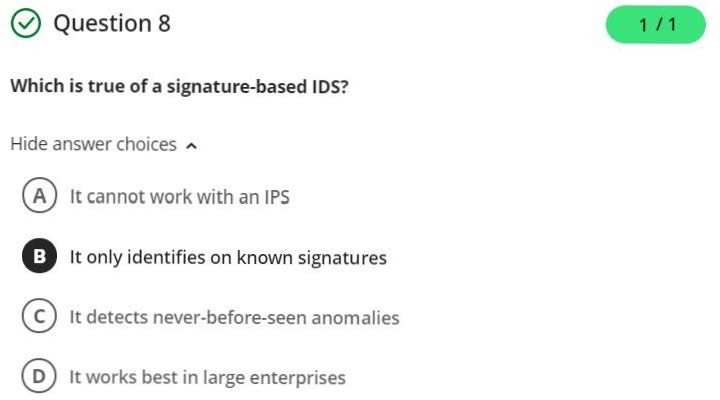 Question 8
1 / 1
Which is true of a signature-based IDS?
Hide answer choices
A It cannot work with an IPS
B It only identifies on known signatures
C It detects never-before-seen anomalies
D It works best in large enterprises